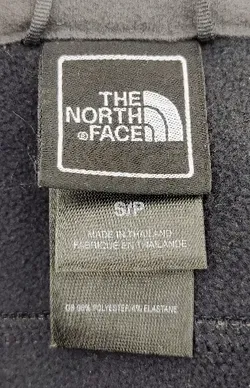 THE
NORTH
FACE
®
S/P
MADE IN THAILAND
FABRIQUÉ EN THAÏLANDE
96% POLYESTER/4% ELASTANE